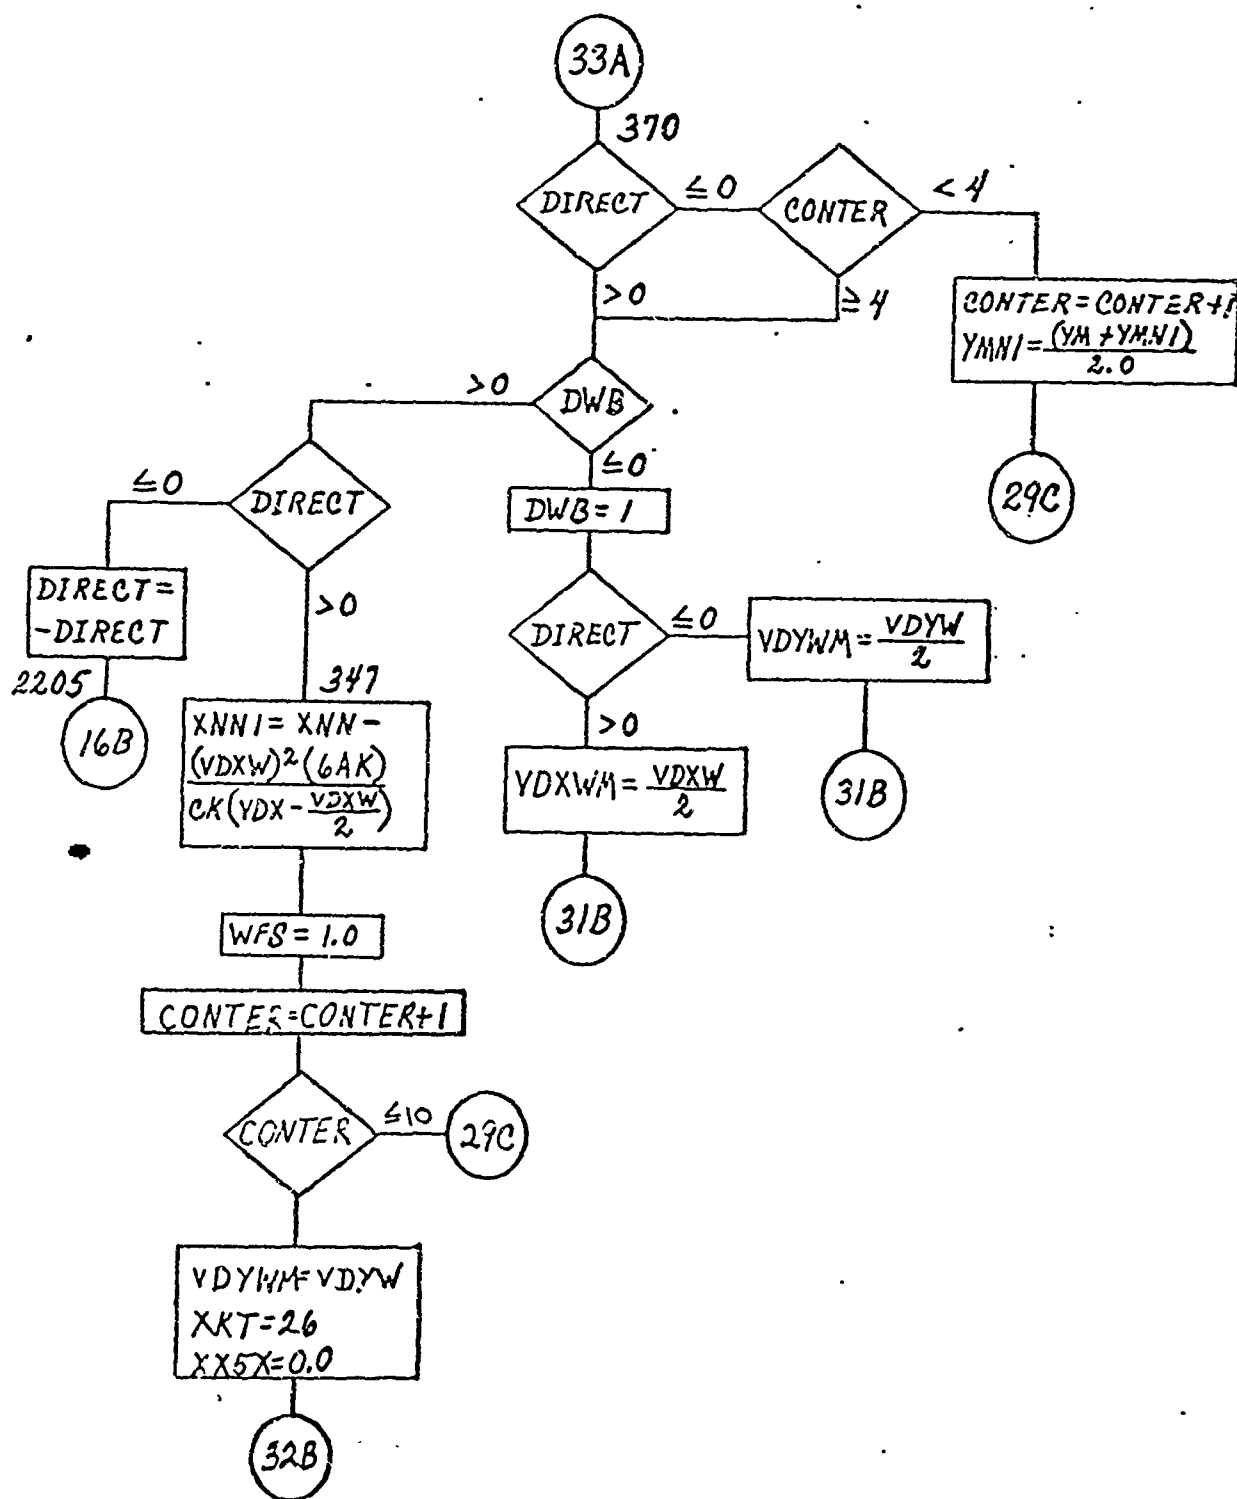 33A
370
DIRECT
≦0
CONTER
<4
>0
≧4
CONTER=CONTER+1
YMN1=(YM+YMN1)
2.0
29C
>0
DWB
≦0
DWB=1
≦0
DIRECT
>0
DIRECT=
-DIRECT
2205
16B
DIRECT
≦0
VDYWM=VDYW
2
31B
>0
VDXWM=VDXW
2
31B
347
XNN1=XNN-
(VDXW)²(6AK)
CK(YDX-VDXW)
2
WFS=1.0
CONTER=CONTER+1
CONTER
≦10
29C
VDYWM=VDYW
XKT=26
XX5X=0.0
32B